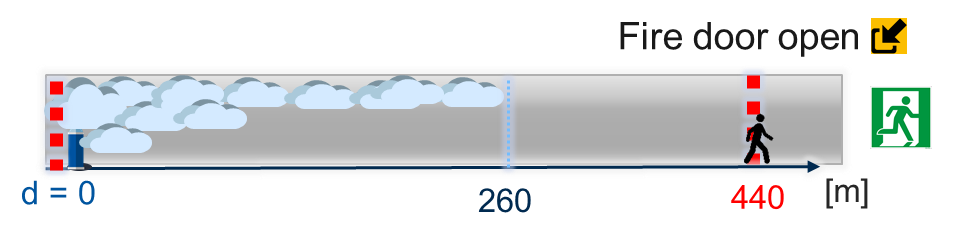 Fire door open
d = 0
260
440
[m]